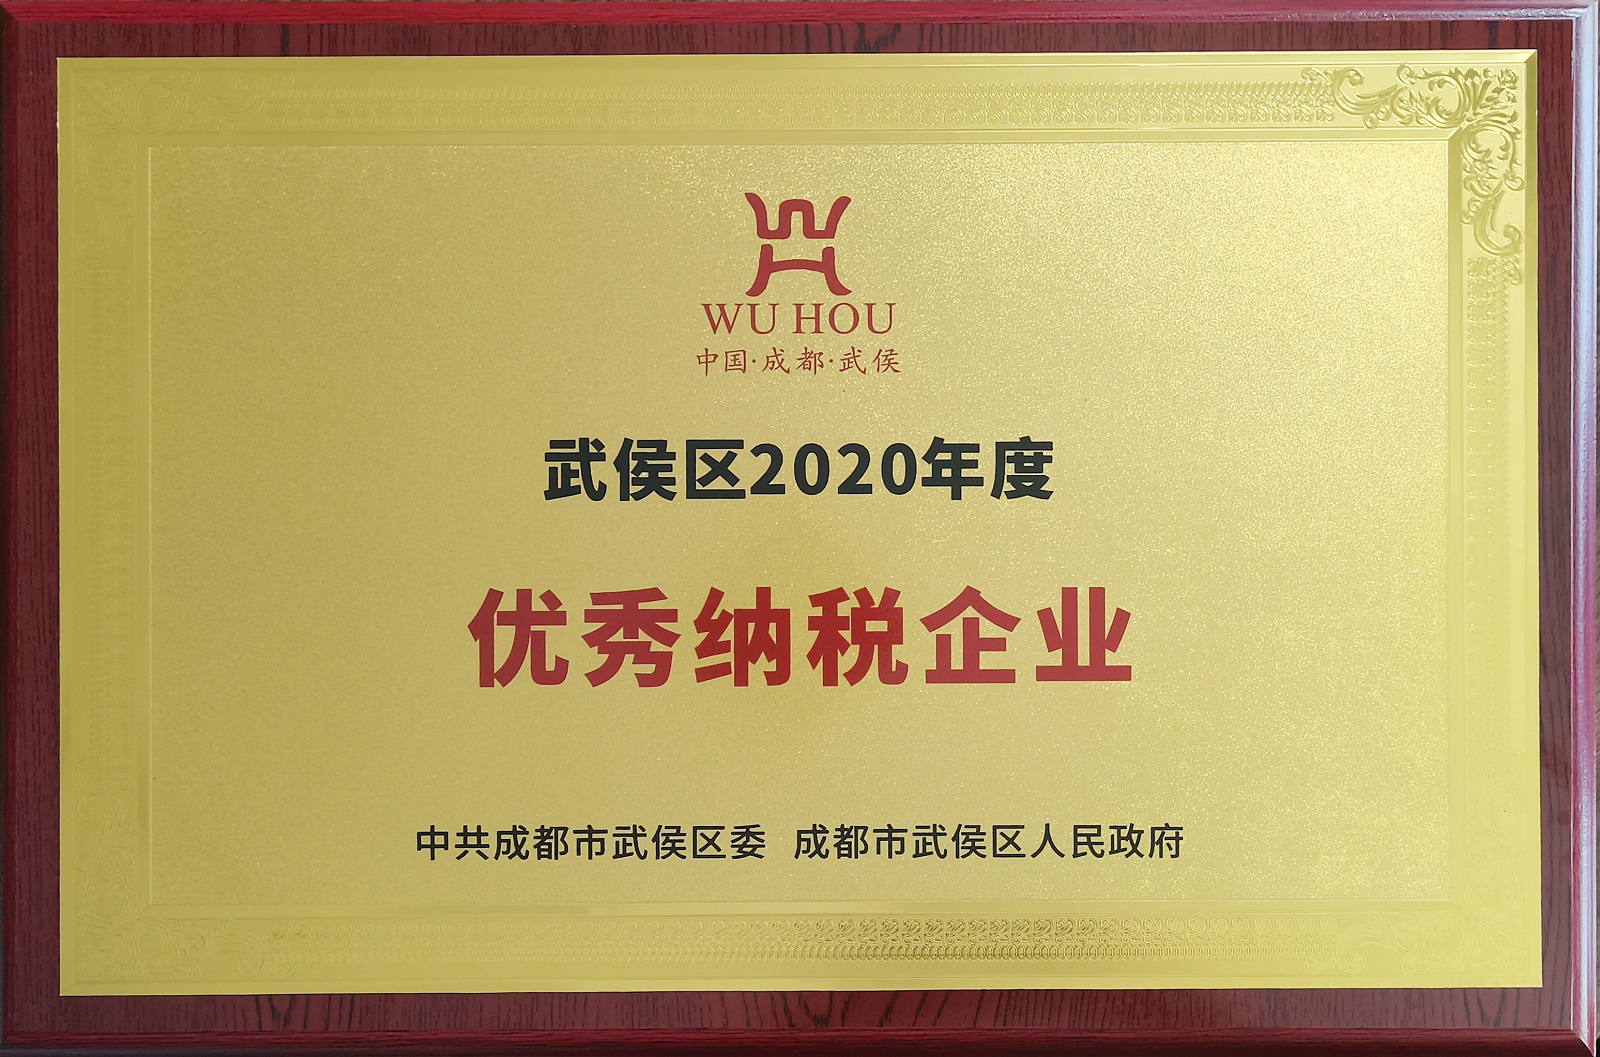 WU HOU
中国·成都·武侯
武侯区2020年度
优秀纳税企业
中共成都市武侯区委 成都市武侯区人民政府